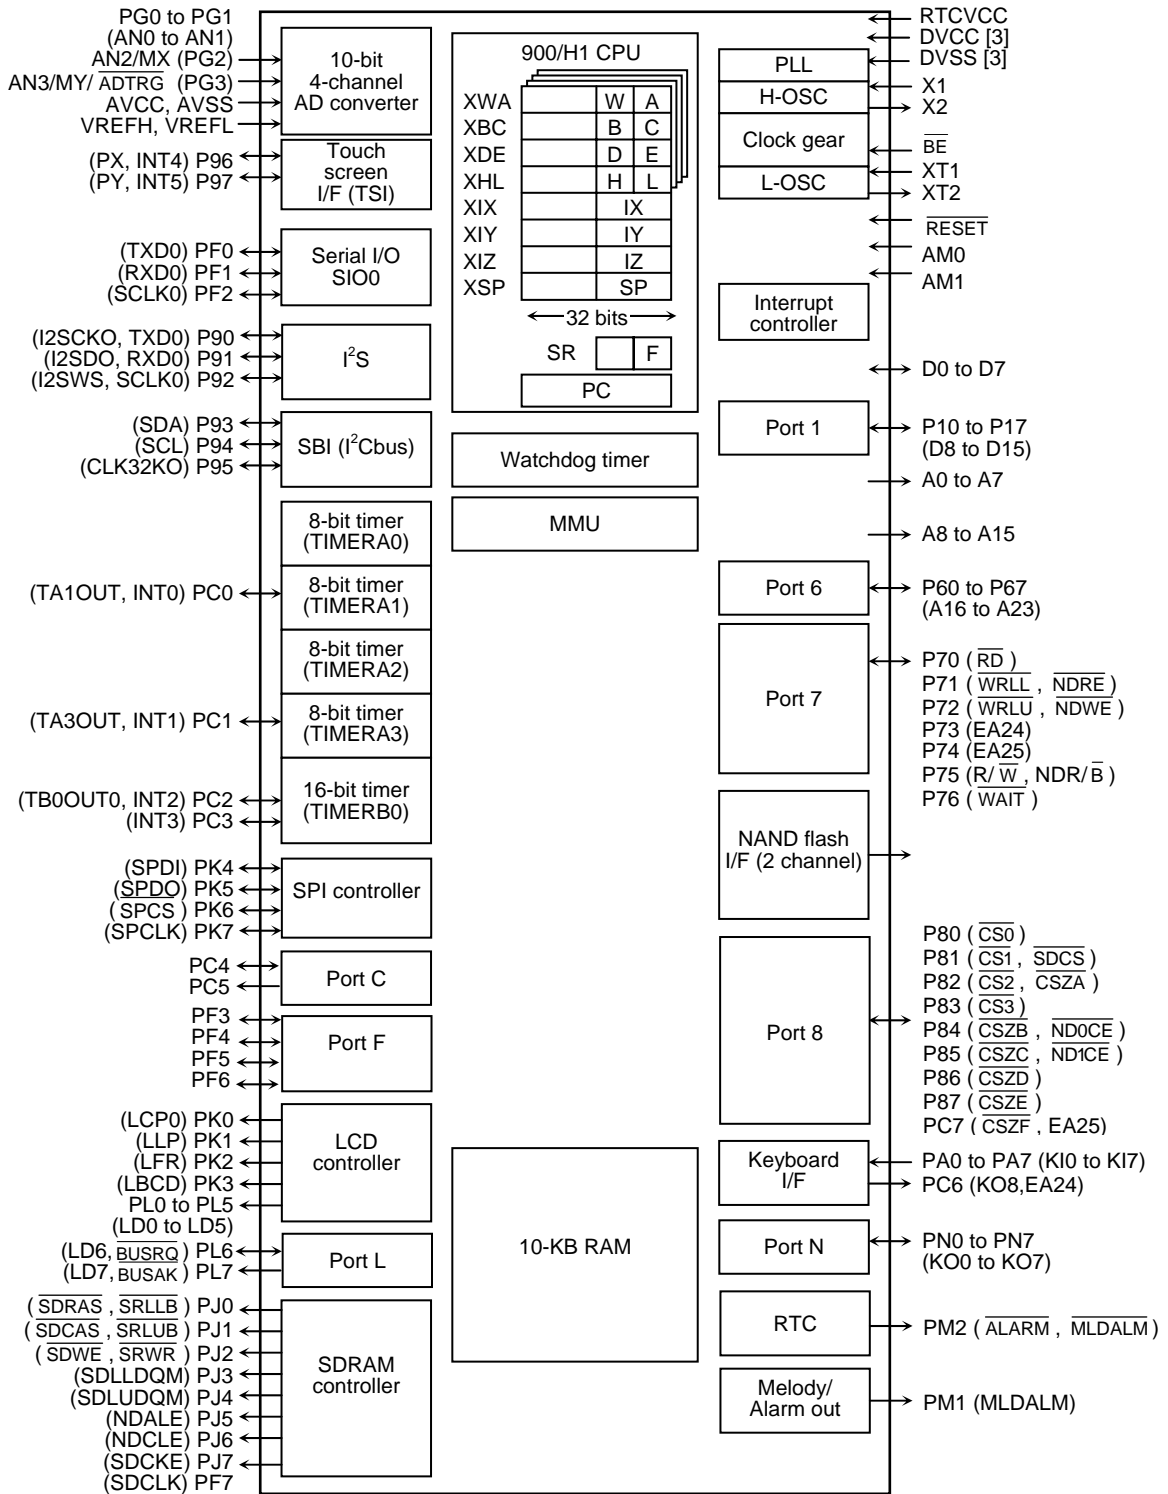 PG0 to PG1
(AN0 to AN1)
AN2/MX (PG2)
AN3/MY/ ADTRG (PG3)
AVCC, AVSS
VREFH, VREFL
10-bit
4-channel
AD converter
(PX, INT4) P96
(PY, INT5) P97
Touch
screen
I/F (TSI)
(TXD0) PF0
(RXD0) PF1
(SCLK0) PF2
Serial I/O
SIO0
(I2SCKO, TXD0) P90
(I2SDO, RXD0) P91
(I2SWS, SCLK0) P92
I²S
(SDA) P93
(SCL) P94
(CLK32KO) P95
SBI (I²Cbus)
8-bit timer
(TIMERA0)
(TA1OUT, INT0) PC0
8-bit timer
(TIMERA1)
8-bit timer
(TIMERA2)
(TA3OUT, INT1) PC1
8-bit timer
(TIMERA3)
(TB0OUT0, INT2) PC2
(INT3) PC3
16-bit timer
(TIMERB0)
(SPDI) PK4
(SPDO) PK5
( SPCS ) PK6
(SPCLK) PK7
SPI controller
PC4
PC5
Port C
PF3
PF4
PF5
PF6
Port F
(LCP0) PK0
(LLP) PK1
(LFR) PK2
(LBCD) PK3
PL0 to PL5
(LD0 to LD5)
LCD
controller
(LD6, BUSRQ ) PL6
(LD7, BUSAK ) PL7
Port L
( SDRAS , SRLLB ) PJ0
( SDCAS , SRLUB ) PJ1
( SDWE , SRWR ) PJ2
(SDLLDQM) PJ3
(SDLUDQM) PJ4
(NDALE) PJ5
(NDCLE) PJ6
(SDCKE) PJ7
(SDCLK) PF7
SDRAM
controller
900/H1 CPU
XWA W A
XBC B C
XDE D E
XHL H L
XIX IX
XIY IY
XIZ IZ
XSP SP
32 bits
SR F
PC
Watchdog timer
MMU
10-KB RAM
RTCVCC
DVCC [3]
DVSS [3]
PLL
X1
H-OSC
X2
Clock gear
BE
XT1
L-OSC
XT2
RESET
AM0
AM1
Interrupt
controller
D0 to D7
Port 1
P10 to P17
(D8 to D15)
A0 to A7
A8 to A15
Port 6
P60 to P67
(A16 to A23)
Port 7
P70 ( RD )
P71 ( WRLL , NDRE )
P72 ( WRLU , NDWE )
P73 (EA24)
P74 (EA25)
P75 (R/ W , NDR/ B )
P76 ( WAIT )
NAND flash
I/F (2 channel)
Port 8
P80 ( CS0 )
P81 ( CS1 , SDCS )
P82 ( CS2 , CSZA )
P83 ( CS3 )
P84 ( CSZB , ND0CE )
P85 ( CSZC , ND1CE )
P86 ( CSZD )
P87 ( CSZE )
PC7 ( CSZF , EA25)
Keyboard
I/F
PA0 to PA7 (KI0 to KI7)
PC6 (KO8,EA24)
Port N
PN0 to PN7
(KO0 to KO7)
RTC
PM2 ( ALARM , MLDALM )
Melody/
Alarm out
PM1 (MLDALM)